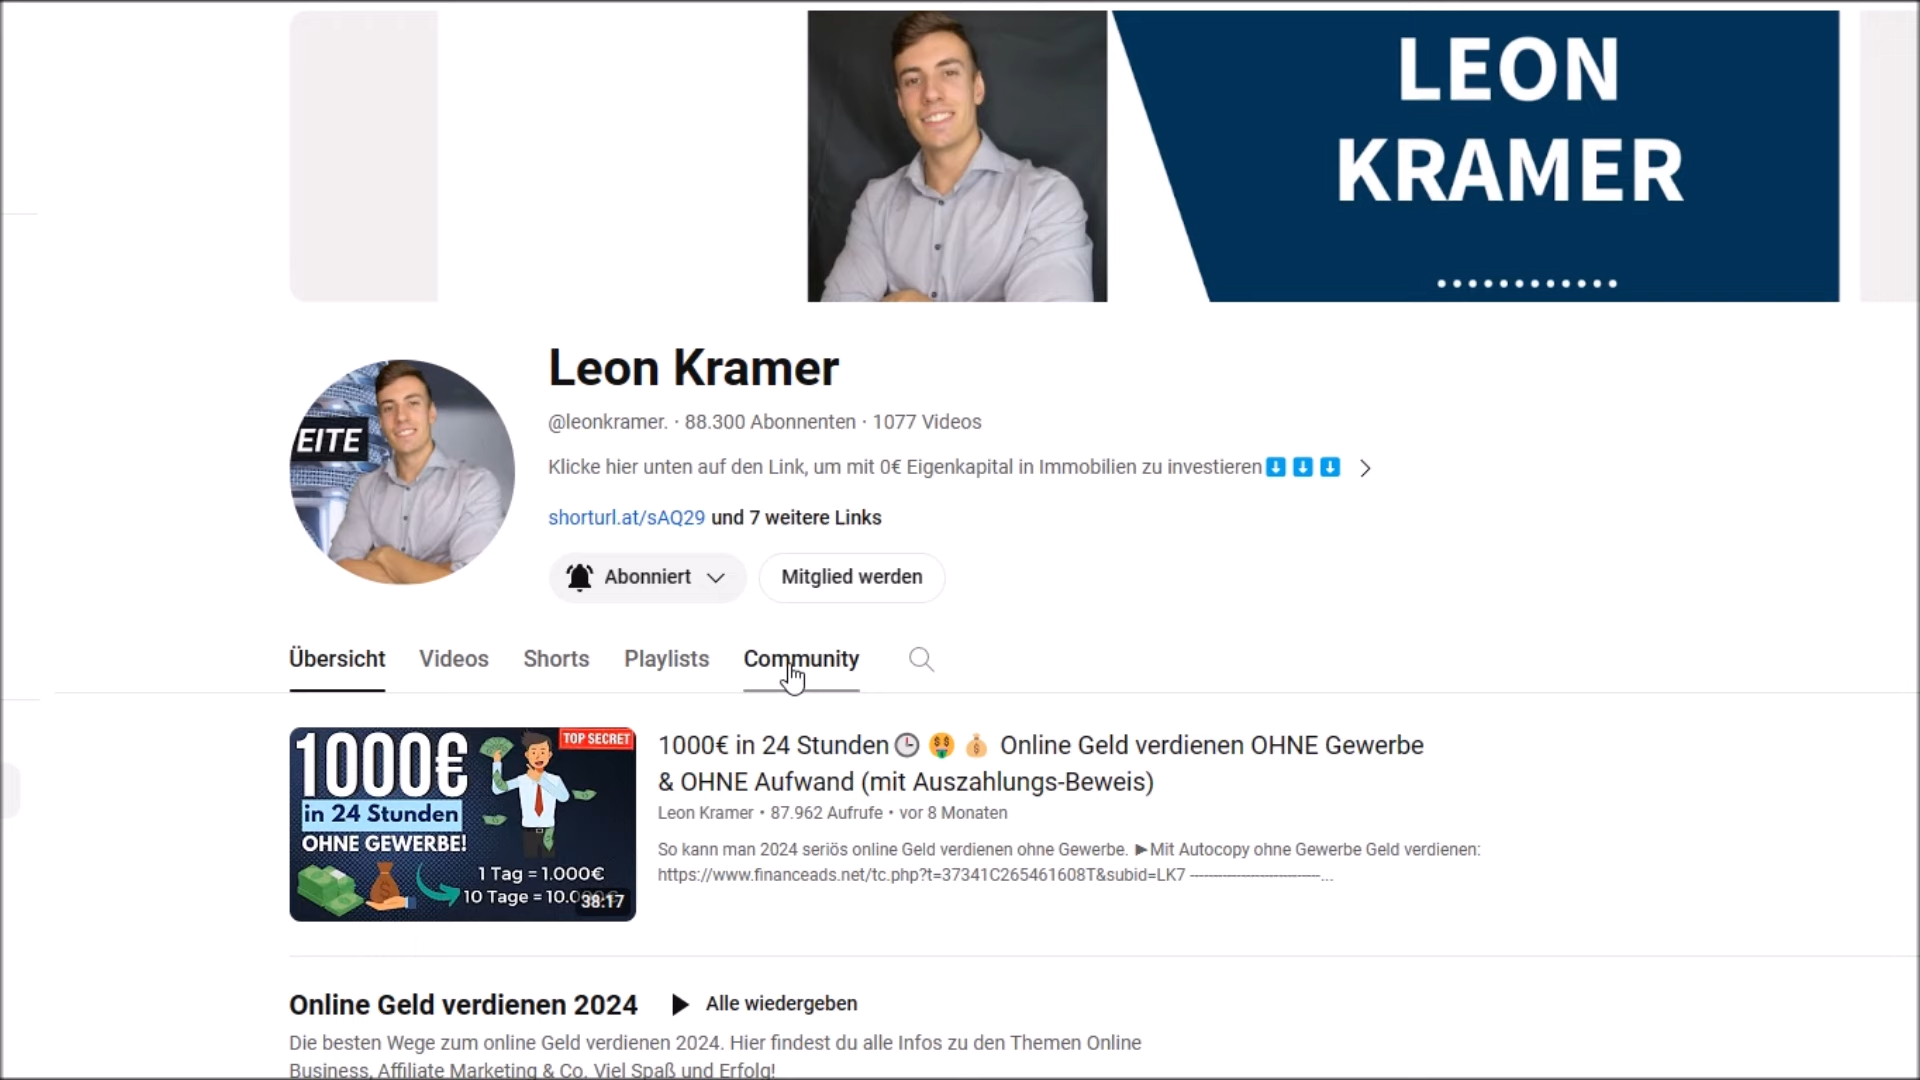 LEON
KRAMER
EITE
Leon Kramer
@leonkramer. · 88.300 Abonnenten · 1077 Videos
Klicke hier unten auf den Link, um mit 0€ Eigenkapital in Immobilien zu investieren⬇️⬇️⬇️
shorturl.at/sAQ29 und 7 weitere Links
Abonniert
Mitglied werden
Übersicht Videos Shorts Playlists Community
1000€
TOP SECRET
in 24 Stunden
OHNE GEWERBE!
1 Tag = 1.000€
10 Tage = 10.0
38:17
1000€ in 24 Stunden🕒 🤑 💰 Online Geld verdienen OHNE Gewerbe
& OHNE Aufwand (mit Auszahlungs-Beweis)
Leon Kramer • 87.962 Aufrufe • vor 8 Monaten
So kann man 2024 seriös online Geld verdienen ohne Gewerbe. ►Mit Autocopy ohne Gewerbe Geld verdienen:
https://www.financeads.net/tc.php?t=37341C265461608T&subid=LK7 -----------------------------...
Online Geld verdienen 2024
Alle wiedergeben
Die besten Wege zum online Geld verdienen 2024. Hier findest du alle Infos zu den Themen Online
Business, Affiliate Marketing & Co. Viel Spaß und Erfolg!